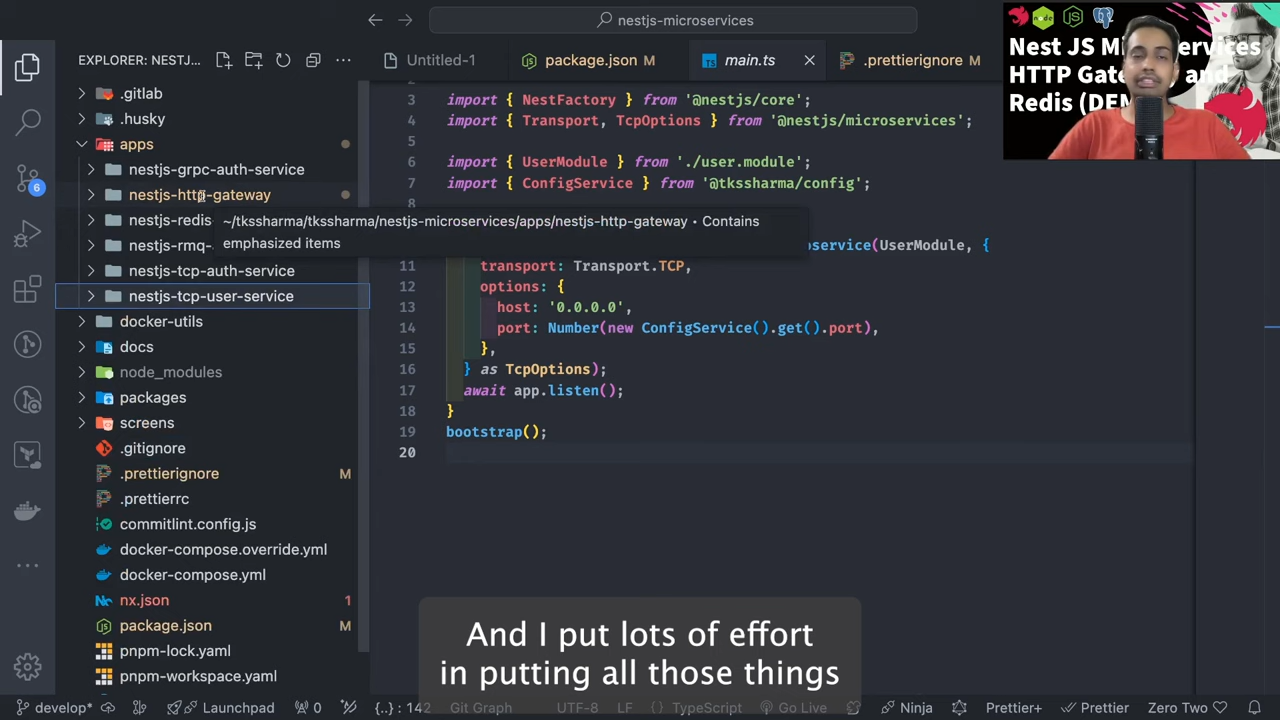 nestjs-microservices
EXPLORER: NESTJ...
Untitled-1
package.json M
main.ts
.prettierignore M
Nest JS Mi
vices
HTTP Gat
and
Redis (DEM
.gitlab
.husky
apps
nestjs-grpc-auth-service
nestjs-http-gateway
nestjs-redis-
nestjs-rmq-
nestjs-tcp-auth-service
nestjs-tcp-user-service
docker-utils
docs
node_modules
packages
screens
.gitignore
.prettierignore M
.prettierrc
commitlint.config.js
docker-compose.override.yml
docker-compose.yml
nx.json 1
package.json M
pnpm-lock.yaml
pnpm-workspace.yaml
6
~/tkssharma/tkssharma/nestjs-microservices/apps/nestjs-http-gateway • Contains
emphasized items
2
3 import { NestFactory } from '@nestjs/core';
4 import { Transport, TcpOptions } from '@nestjs/microservices';
5
6 import { UserModule } from './user.module';
7 import { ConfigService } from '@tkssharma/config';
8
oservice(UserModule, {
11 transport: Transport.TCP,
12 options: {
13 host: '0.0.0.0',
14 port: Number(new ConfigService().get().port),
15 },
16 } as TcpOptions);
17 await app.listen();
18 }
19 bootstrap();
20
And I put lots of effort
in putting all those things
develop* Launchpad 0 {..} : 142 Git Graph UTF-8 LF TypeScript Go Live Ninja Prettier+ Prettier Zero Two